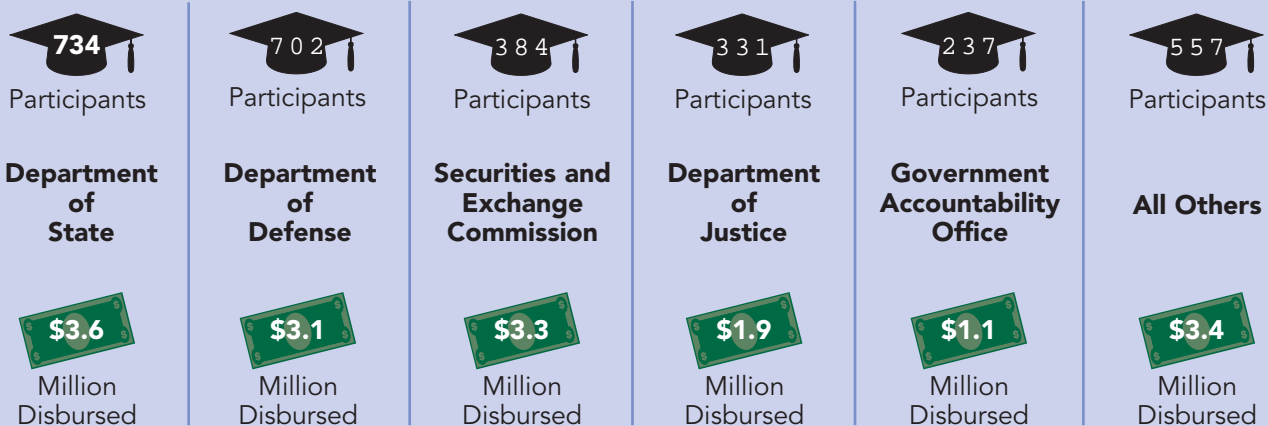 734
Participants
Department
of
State
$3.6
Million
Disbursed
702
Participants
Department
of
Defense
$3.1
Million
Disbursed
384
Participants
Securities and
Exchange
Commission
$3.3
Million
Disbursed
331
Participants
Department
of
Justice
$1.9
Million
Disbursed
237
Participants
Government
Accountability
Office
$1.1
Million
Disbursed
557
Participants
All Others
$3.4
Million
Disbursed